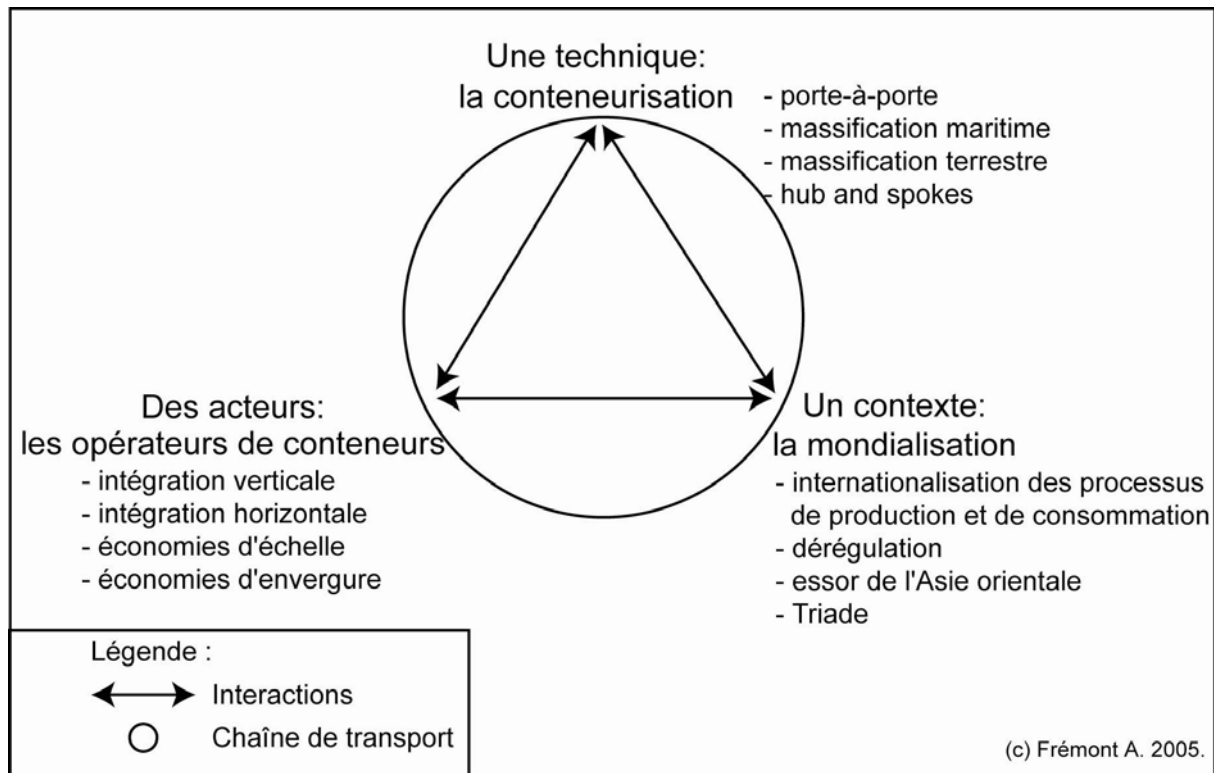 Une technique:
la conteneurisation
- porte-à-porte
- massification maritime
- massification terrestre
- hub and spokes
Des acteurs:
les opérateurs de conteneurs
- intégration verticale
- intégration horizontale
- économies d'échelle
- économies d'envergure
Un contexte:
la mondialisation
- internationalisation des processus
de production et de consommation
- dérégulation
- essor de l'Asie orientale
- Triade
Légende :
Interactions
Chaîne de transport
(c) Frémont A. 2005.